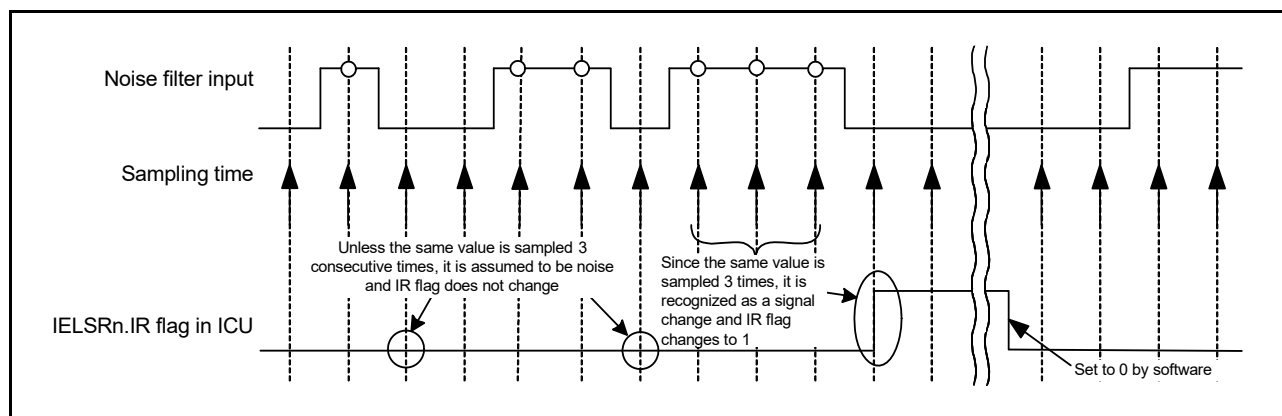 Noise filter input
Sampling time
Unless the same value is sampled 3
consecutive times, it is assumed to be noise
and IR flag does not change
Since the same value is
sampled 3 times, it is
recognized as a signal
change and IR flag
changes to 1
IELSRn.IR flag in ICU
Set to 0 by software